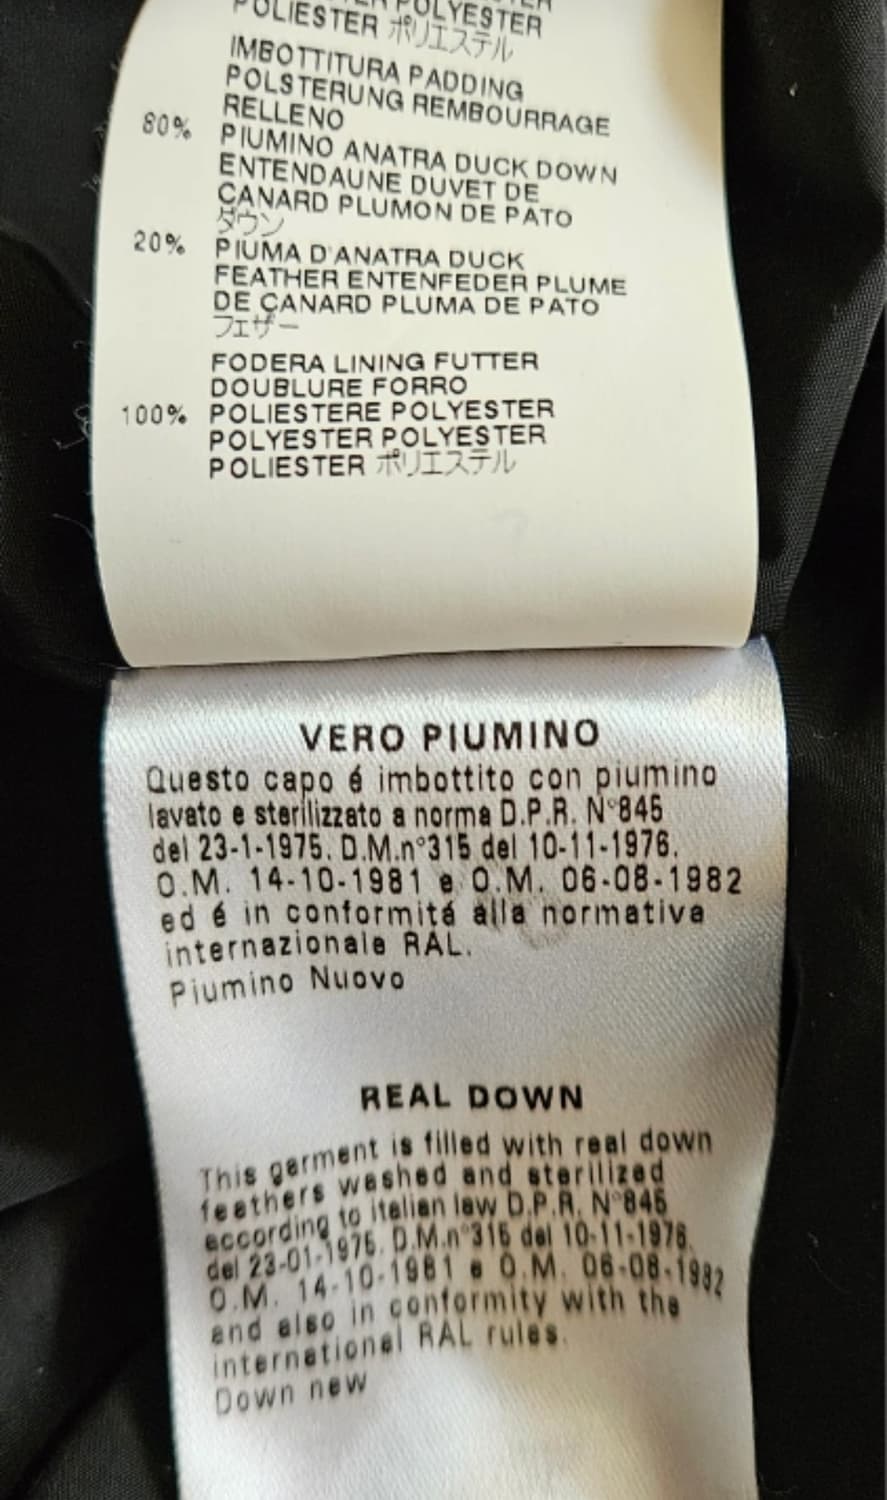 POLYESTER
POLIESTER ポリエステル
IMBOTTITURA PADDING
POLSTERUNG REMBOURRAGE
RELLENO
80% PIUMINO ANATRA DUCK DOWN
ENTENDAUNE DUVET DE
CANARD PLUMON DE PATO
ダウン
20% PIUMA D'ANATRA DUCK
FEATHER ENTENFEDER PLUME
DE CANARD PLUMA DE PATO
フェザー
FODERA LINING FUTTER
DOUBLURE FORRO
100% POLIESTERE POLYESTER
POLYESTER POLYESTER
POLIESTER ポリエステル
VERO PIUMINO
Questo capo é imbottito con piumino
lavato e sterilizzato a norma D.P.R. N°845
del 23-1-1975. D.M.n°315 del 10-11-1976.
O.M. 14-10-1981 e O.M. 06-08-1982
ed é in conformitá alla normativa
internazionale RAL.
Piumino Nuovo
REAL DOWN
This garment is filled with real down
feathers washed and sterilized
according to italian law D.P.R. N°845
del 23-01-1975. D.M.n°315 del 10-11-1976.
O.M. 14-10-1981 e O.M. 06-08-1982
and also in conformity with the
international RAL rules.
Down new